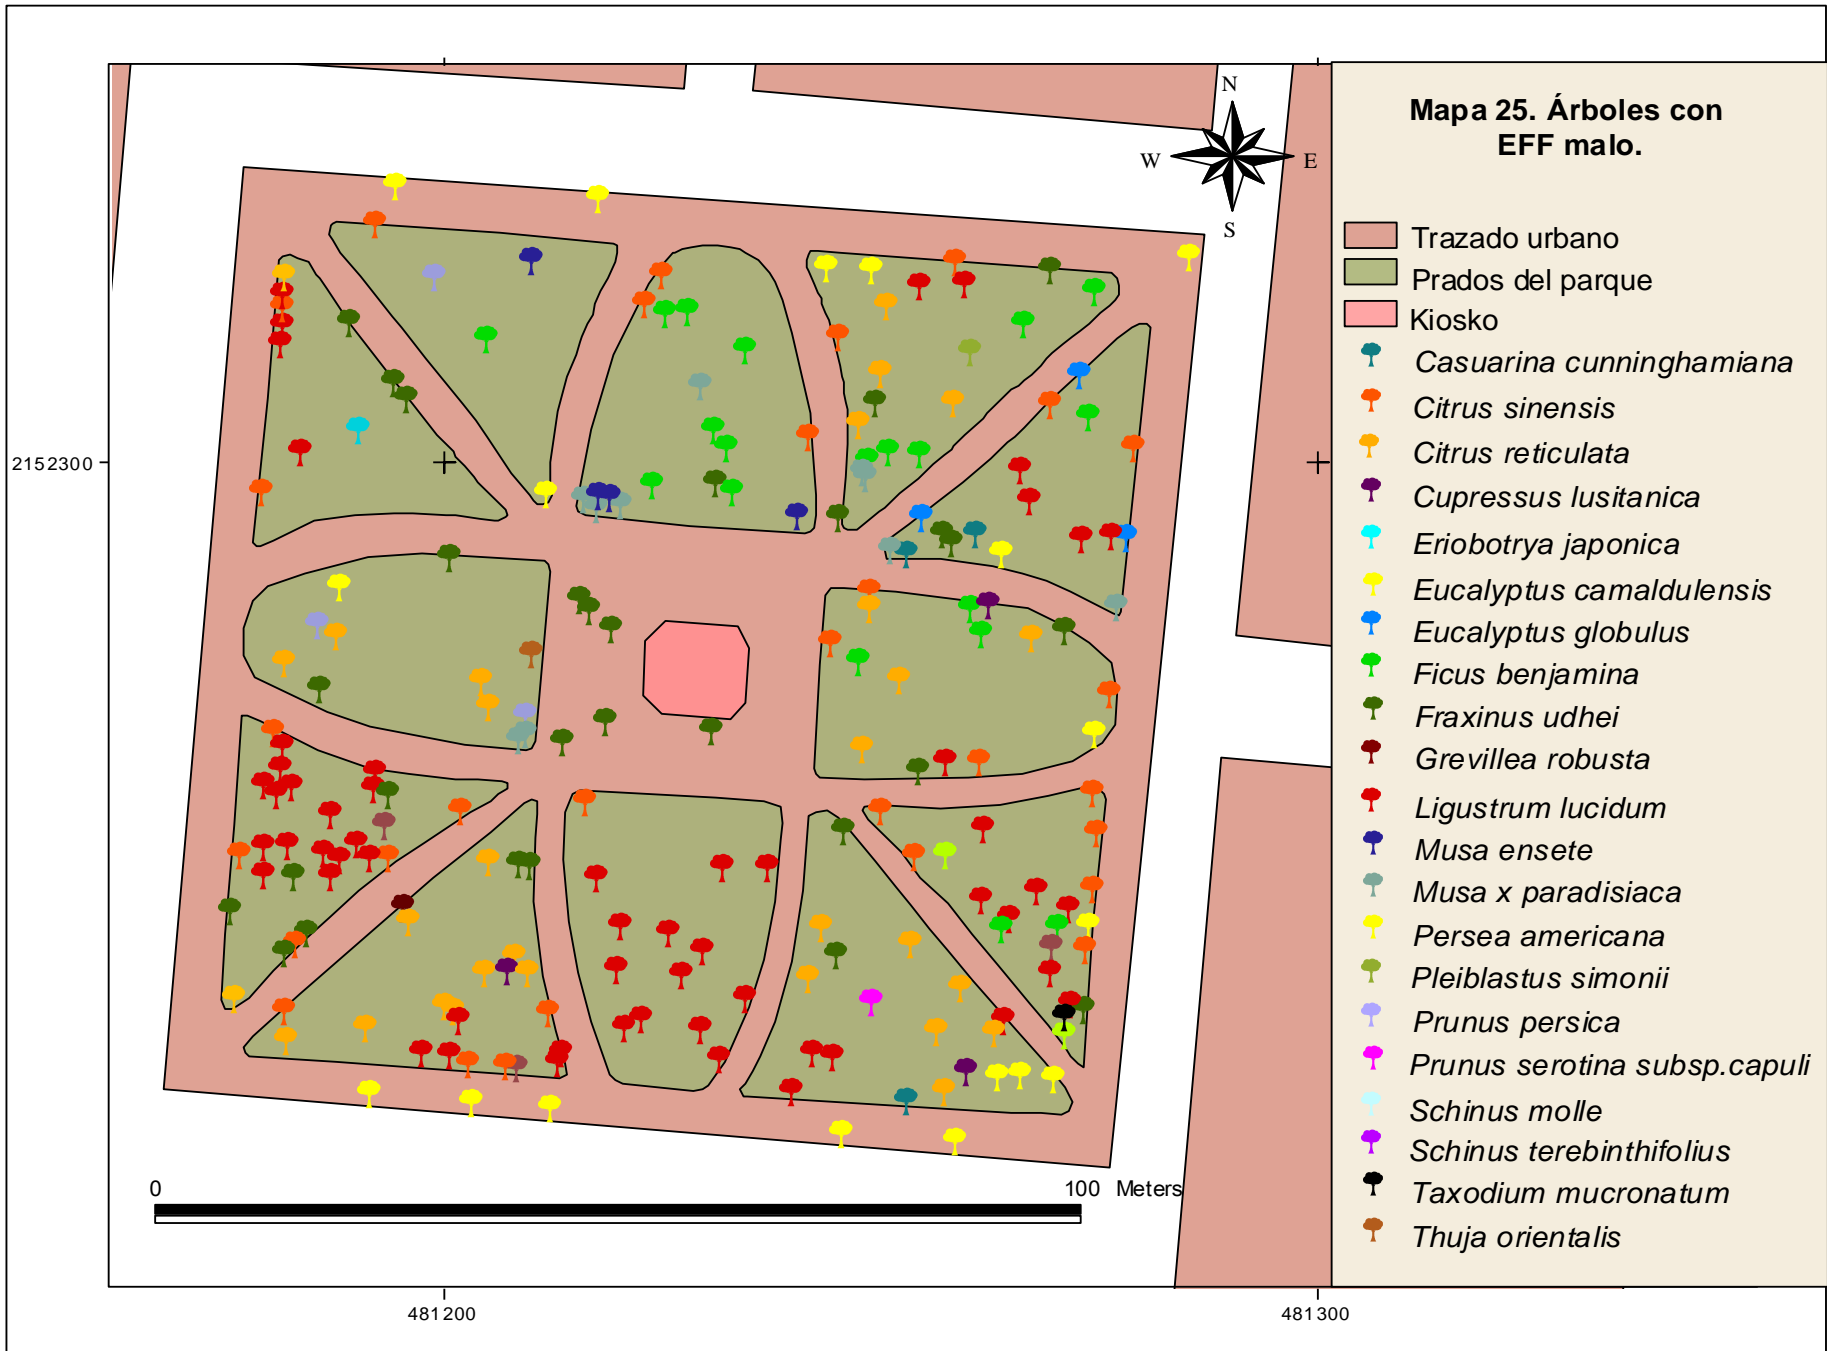 Mapa 25. Árboles con
EFF malo.
N
W
E
S
Trazado urbano
Prados del parque
Kiosko
Casuarina cunninghamiana
Citrus sinensis
Citrus reticulata
Cupressus lusitanica
Eriobotrya japonica
Eucalyptus camaldulensis
Eucalyptus globulus
Ficus benjamina
Fraxinus udhei
Grevillea robusta
Ligustrum lucidum
Musa ensete
Musa x paradisiaca
Persea americana
Pleiblastus simonii
Prunus persica
Prunus serotina subsp.capuli
Schinus molle
Schinus terebinthifolius
Taxodium mucronatum
Thuja orientalis
2152300
0
100 Meters
481200
481300